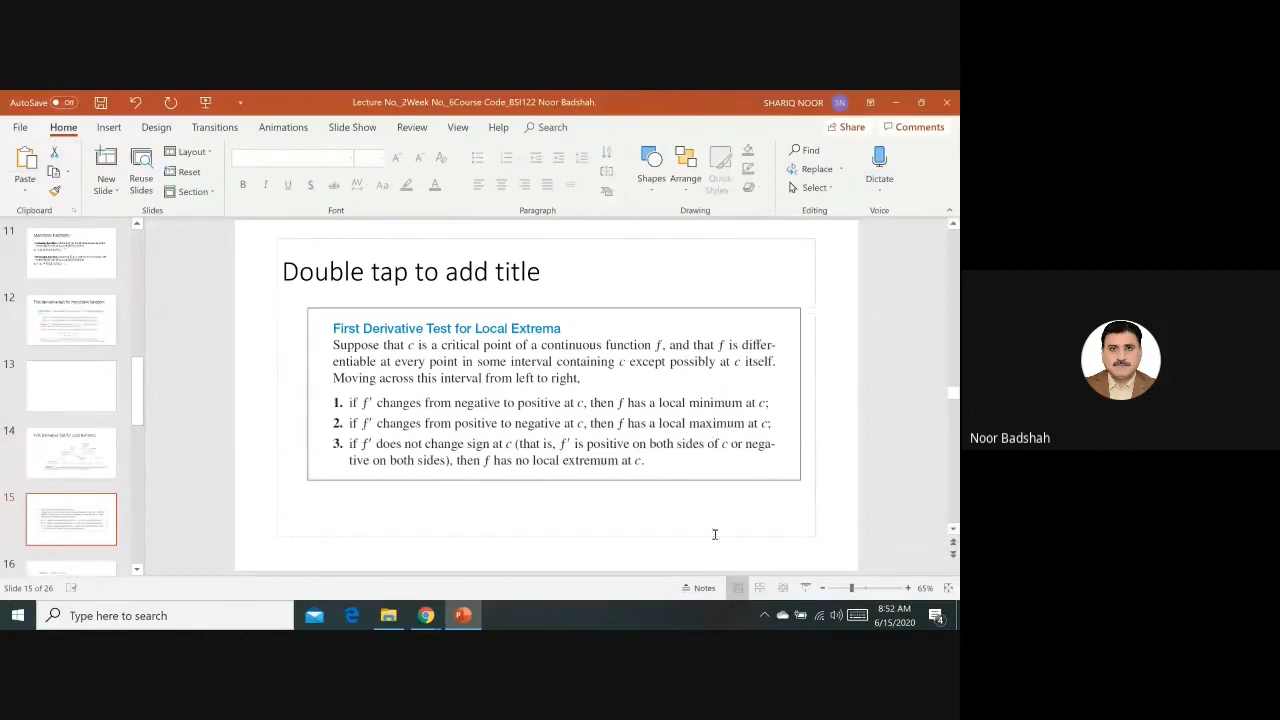 AutoSave Off Lecture No,_2Week No,_6Course Code_BSI122 Noor Badshah. SHARIQ NOOR SN
File Home Insert Design Transitions Animations Slide Show Review View Help Search Share Comments
Paste New Slide Reuse Slides Layout Reset Section Shapes Arrange Quick Styles Find Replace Select Dictate
Clipboard Slides Font Paragraph Drawing Editing Voice
11
12
13
14
15
16
Double tap to add title
First Derivative Test for Local Extrema
Suppose that c is a critical point of a continuous function f, and that f is differ-
entiable at every point in some interval containing c except possibly at c itself.
Moving across this interval from left to right,
1. if f′ changes from negative to positive at c, then f has a local minimum at c;
2. if f′ changes from positive to negative at c, then f has a local maximum at c;
3. if f′ does not change sign at c (that is, f′ is positive on both sides of c or nega-
tive on both sides), then f has no local extremum at c.
Noor Badshah
Slide 15 of 26 Notes 65%
Type here to search 8:52 AM
6/15/2020 4